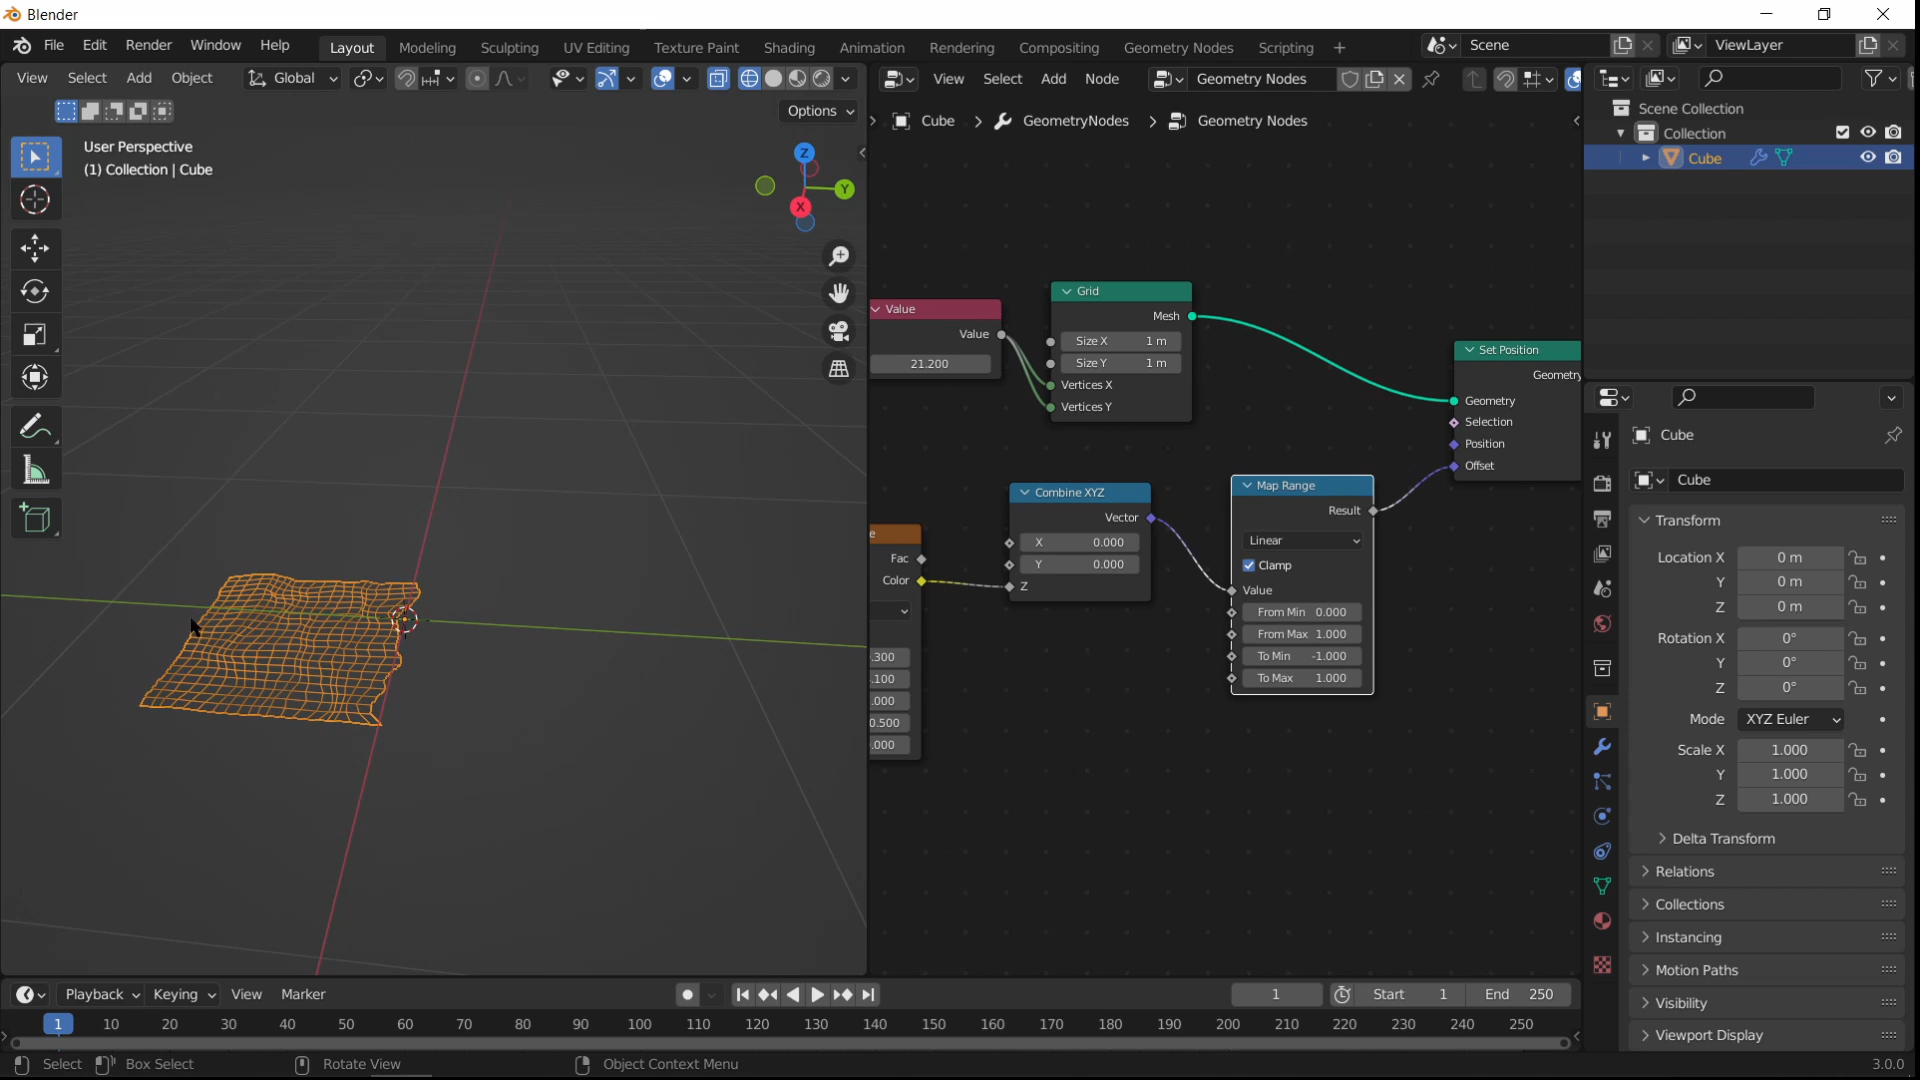 Blender
File Edit Render Window Help Layout Modeling Sculpting UV Editing Texture Paint Shading Animation Rendering Compositing Geometry Nodes Scripting + Scene ViewLayer
View Select Add Object Global
Options
User Perspective
(1) Collection | Cube
Z
Y
X
View Select Add Node Geometry Nodes
Cube > GeometryNodes > Geometry Nodes
Value
Value
21.200
Grid
Mesh
Size X 1 m
Size Y 1 m
Vertices X
Vertices Y
Set Position
Geometry
Geometry
Selection
Position
Offset
e
Fac
Color
.300
.100
.000
0.500
.000
Combine XYZ
Vector
X 0.000
Y 0.000
Z
Map Range
Result
Linear
Clamp
Value
From Min 0.000
From Max 1.000
To Min -1.000
To Max 1.000
Scene Collection
Collection
Cube
Cube
Cube
Transform
Location X 0 m
Y 0 m
Z 0 m
Rotation X 0°
Y 0°
Z 0°
Mode XYZ Euler
Scale X 1.000
Y 1.000
Z 1.000
Delta Transform
Relations
Collections
Instancing
Motion Paths
Visibility
Viewport Display
Playback Keying View Marker 1 Start 1 End 250
1 10 20 30 40 50 60 70 80 90 100 110 120 130 140 150 160 170 180 190 200 210 220 230 240 250
Select Box Select Rotate View Object Context Menu 3.0.0